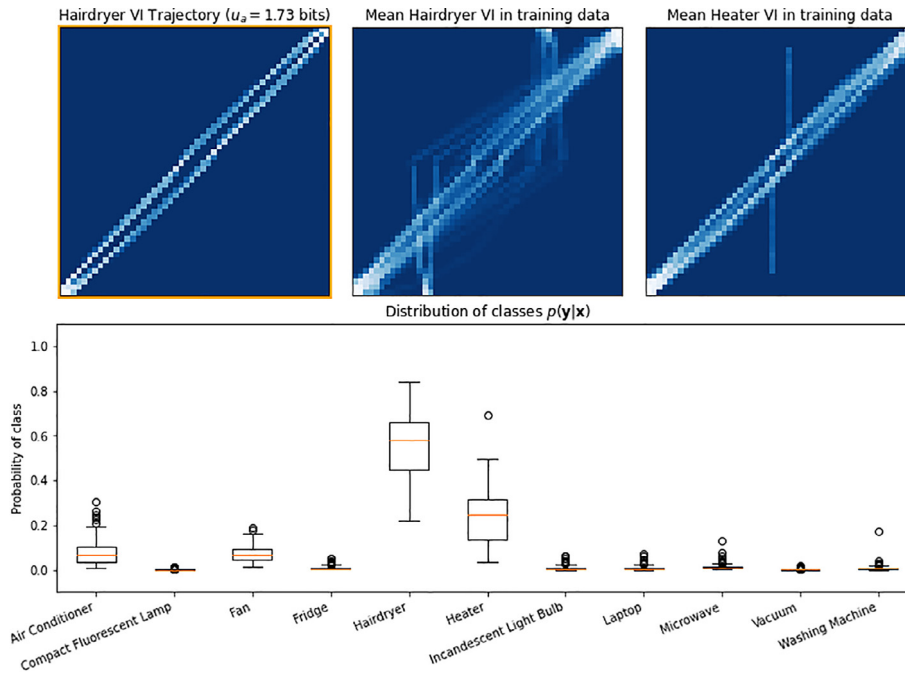 Hairdryer VI Trajectory (uₐ = 1.73 bits)
Mean Hairdryer VI in training data
Mean Heater VI in training data
Distribution of classes p(y|x)
Probability of class
1.0
0.8
0.6
0.4
0.2
0.0
Air Conditioner
Compact Fluorescent Lamp
Fan
Fridge
Hairdryer
Heater
Incandescent Light Bulb
Laptop
Microwave
Vacuum
Washing Machine